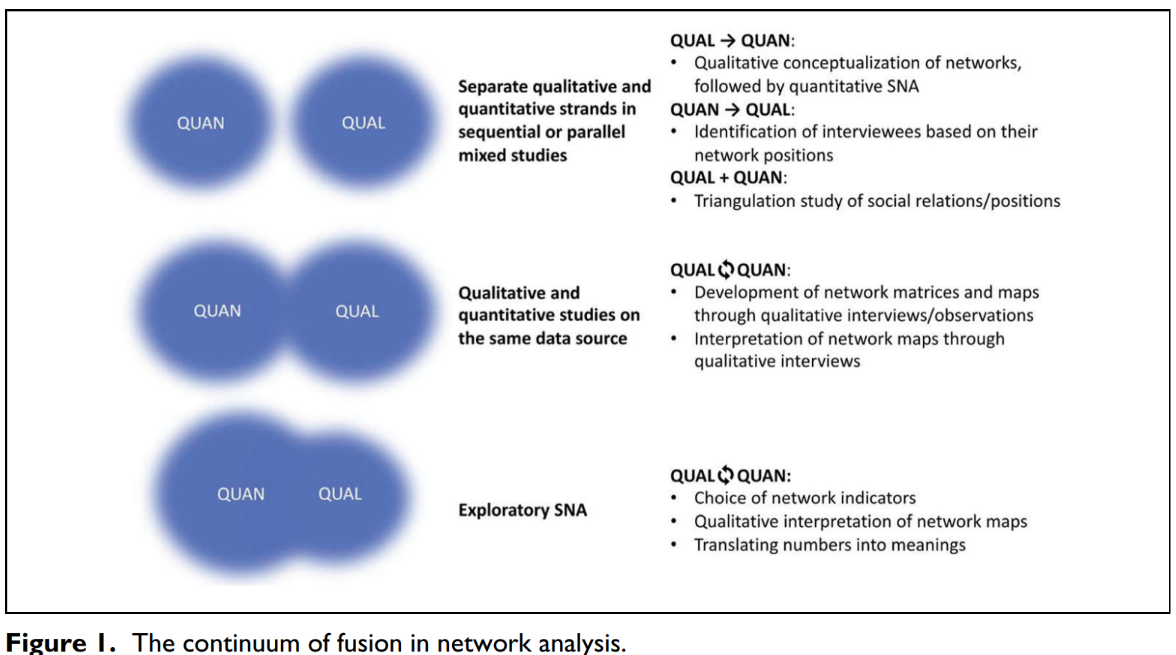 QUAN
QUAL
Separate qualitative and
quantitative strands in
sequential or parallel
mixed studies
QUAL → QUAN:
• Qualitative conceptualization of networks,
followed by quantitative SNA
QUAN → QUAL:
• Identification of interviewees based on their
network positions
QUAL + QUAN:
• Triangulation study of social relations/positions
QUAN
QUAL
Qualitative and
quantitative studies on
the same data source
QUAL🗘QUAN:
• Development of network matrices and maps
through qualitative interviews/observations
• Interpretation of network maps through
qualitative interviews
QUAN
QUAL
Exploratory SNA
QUAL🗘QUAN:
• Choice of network indicators
• Qualitative interpretation of network maps
• Translating numbers into meanings
Figure 1. The continuum of fusion in network analysis.